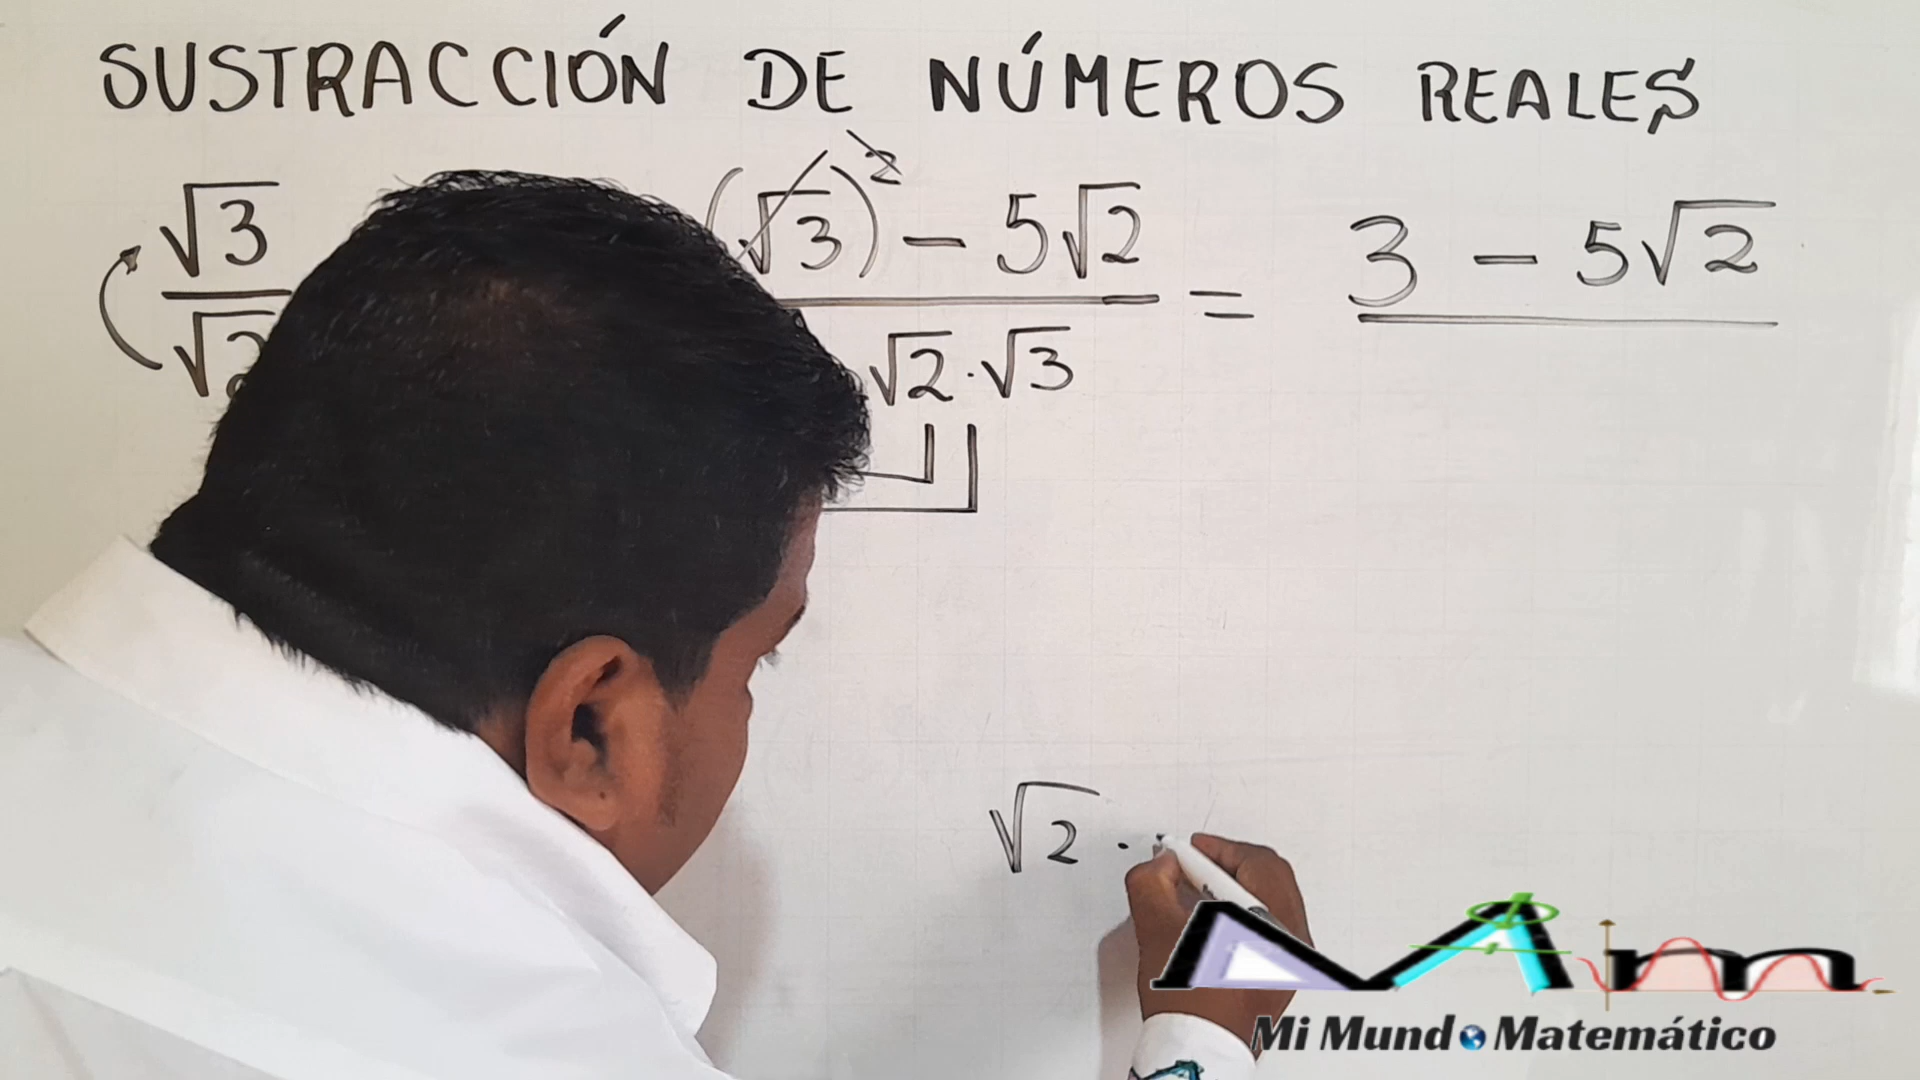 SUSTRACCIÓN DE NÚMEROS REALES
√3 (√3)² - 5√2 = 3 - 5√2
√2 √2·√3
√2 ·
Mi Mundo Matemático